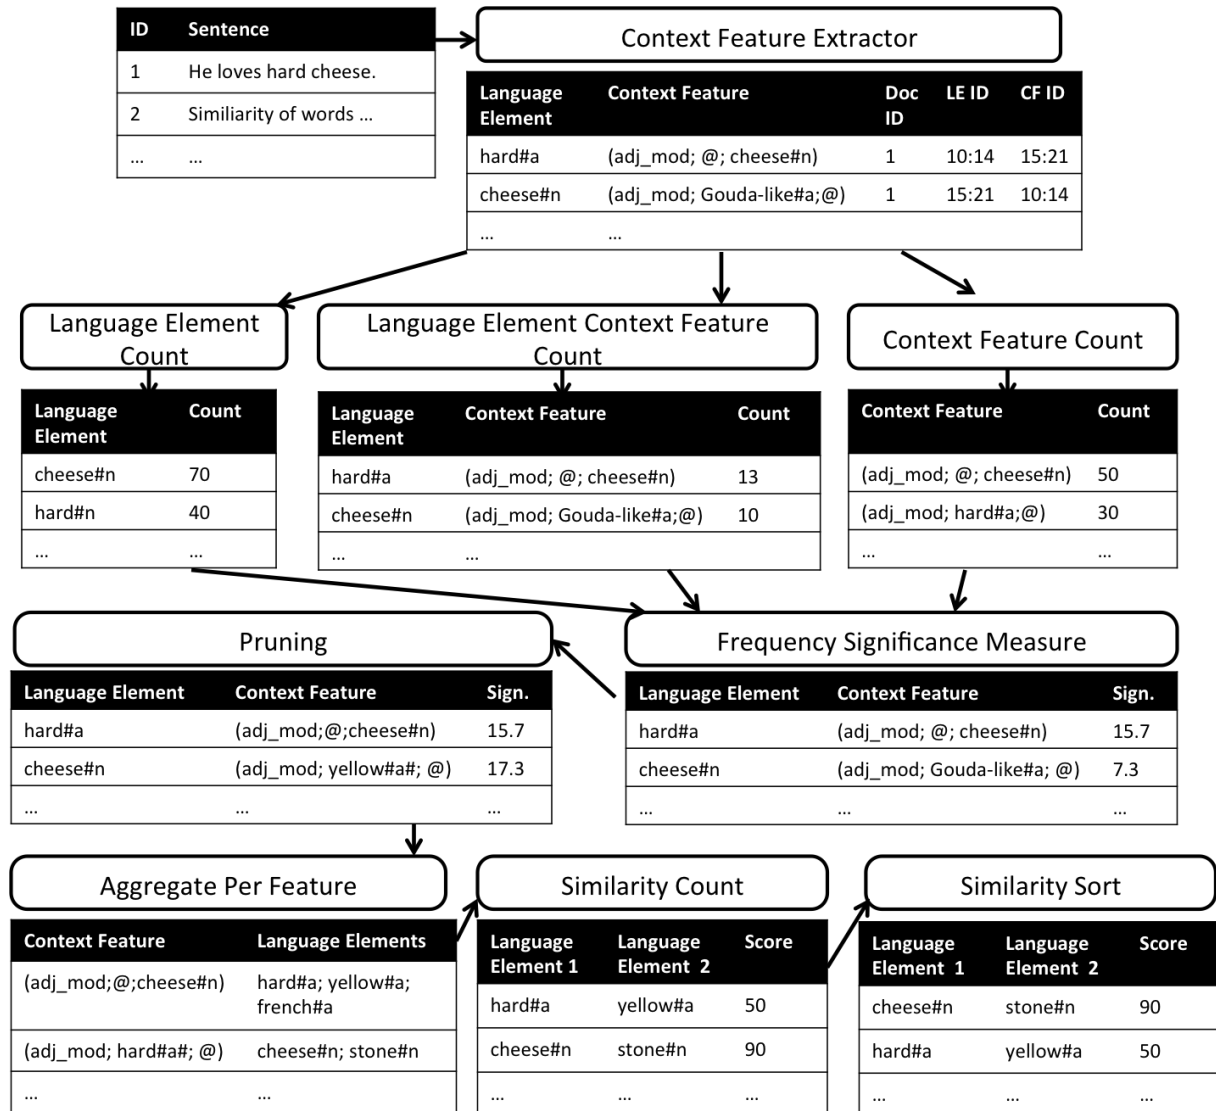 ID Sentence
1 He loves hard cheese.
2 Similiarity of words ...
... ...
Context Feature Extractor
Language Element Context Feature Doc ID LE ID CF ID
hard#a (adj_mod; @; cheese#n) 1 10:14 15:21
cheese#n (adj_mod; Gouda-like#a;@) 1 15:21 10:14
... ...
Language Element
Count
Language Element Context Feature
Count
Context Feature Count
Language Element Count
cheese#n 70
hard#n 40
... ...
Language Element Context Feature Count
hard#a (adj_mod; @; cheese#n) 13
cheese#n (adj_mod; Gouda-like#a;@) 10
... ...
Context Feature Count
(adj_mod; @; cheese#n) 50
(adj_mod; hard#a;@) 30
... ...
Pruning
Language Element Context Feature Sign.
hard#a (adj_mod;@;cheese#n) 15.7
cheese#n (adj_mod; yellow#a#; @) 17.3
... ... ...
Frequency Significance Measure
Language Element Context Feature Sign.
hard#a (adj_mod; @; cheese#n) 15.7
cheese#n (adj_mod; Gouda-like#a; @) 7.3
... ... ...
Aggregate Per Feature
Context Feature Language Elements
(adj_mod;@;cheese#n) hard#a; yellow#a;
french#a
(adj_mod; hard#a#; @) cheese#n; stone#n
... ...
Similarity Count
Language Element 1 Language Element 2 Score
hard#a yellow#a 50
cheese#n stone#n 90
... ... ...
Similarity Sort
Language Element 1 Language Element 2 Score
cheese#n stone#n 90
hard#a yellow#a 50
... ... ...